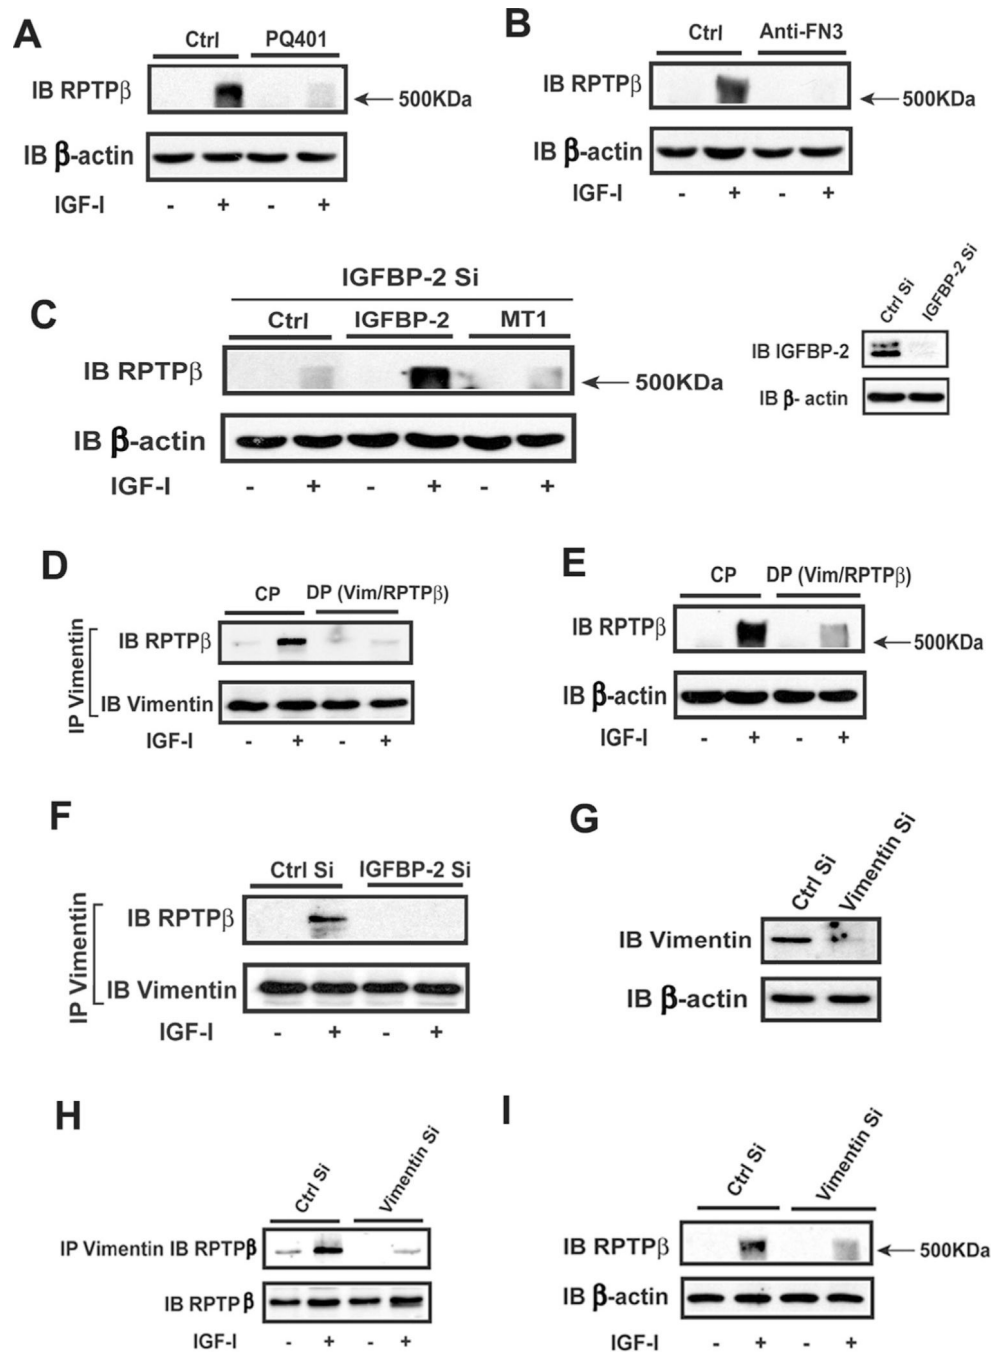 A
Ctrl PQ401
IB RPTPβ
500KDa
IB β-actin
IGF-I - + - +
B
Ctrl Anti-FN3
IB RPTPβ
500KDa
IB β-actin
IGF-I - + - +
C
IGFBP-2 Si
Ctrl IGFBP-2 MT1
IB RPTPβ
500KDa
IB β-actin
IGF-I - + - + - +
Ctrl Si IGFBP-2 Si
IB IGFBP-2
IB β- actin
D
CP DP (Vim/RPTPβ)
IP Vimentin
IB RPTPβ
IB Vimentin
IGF-I - + - +
E
CP DP (Vim/RPTPβ)
IB RPTPβ
500KDa
IB β-actin
IGF-I - + - +
F
Ctrl Si IGFBP-2 Si
IP Vimentin
IB RPTPβ
IB Vimentin
IGF-I - + - +
G
Ctrl Si Vimentin Si
IB Vimentin
IB β-actin
H
Ctrl Si Vimentin Si
IP Vimentin IB RPTPβ
IB RPTPβ
IGF-I - + - +
I
Ctrl Si Vimentin Si
IB RPTPβ
500KDa
IB β-actin
IGF-I - + - +